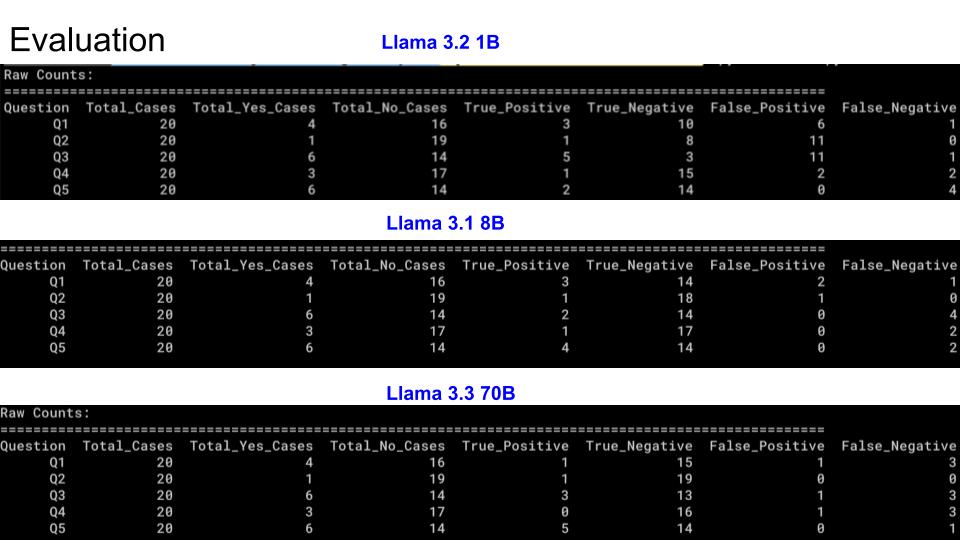 Evaluation
Llama 3.2 1B
Raw Counts:
====================================================================================================
Question Total_Cases Total_Yes_Cases Total_No_Cases True_Positive True_Negative False_Positive False_Negative
Q1 20 4 16 3 10 6 1
Q2 20 1 19 1 8 11 0
Q3 20 6 14 5 3 11 1
Q4 20 3 17 1 15 2 2
Q5 20 6 14 2 14 0 4
Llama 3.1 8B
====================================================================================================
Question Total_Cases Total_Yes_Cases Total_No_Cases True_Positive True_Negative False_Positive False_Negative
Q1 20 4 16 3 14 2 1
Q2 20 1 19 1 18 1 0
Q3 20 6 14 2 14 0 4
Q4 20 3 17 1 17 0 2
Q5 20 6 14 4 14 0 2
Llama 3.3 70B
Raw Counts:
====================================================================================================
Question Total_Cases Total_Yes_Cases Total_No_Cases True_Positive True_Negative False_Positive False_Negative
Q1 20 4 16 1 15 1 3
Q2 20 1 19 1 19 0 0
Q3 20 6 14 3 13 1 3
Q4 20 3 17 0 16 1 3
Q5 20 6 14 5 14 0 1